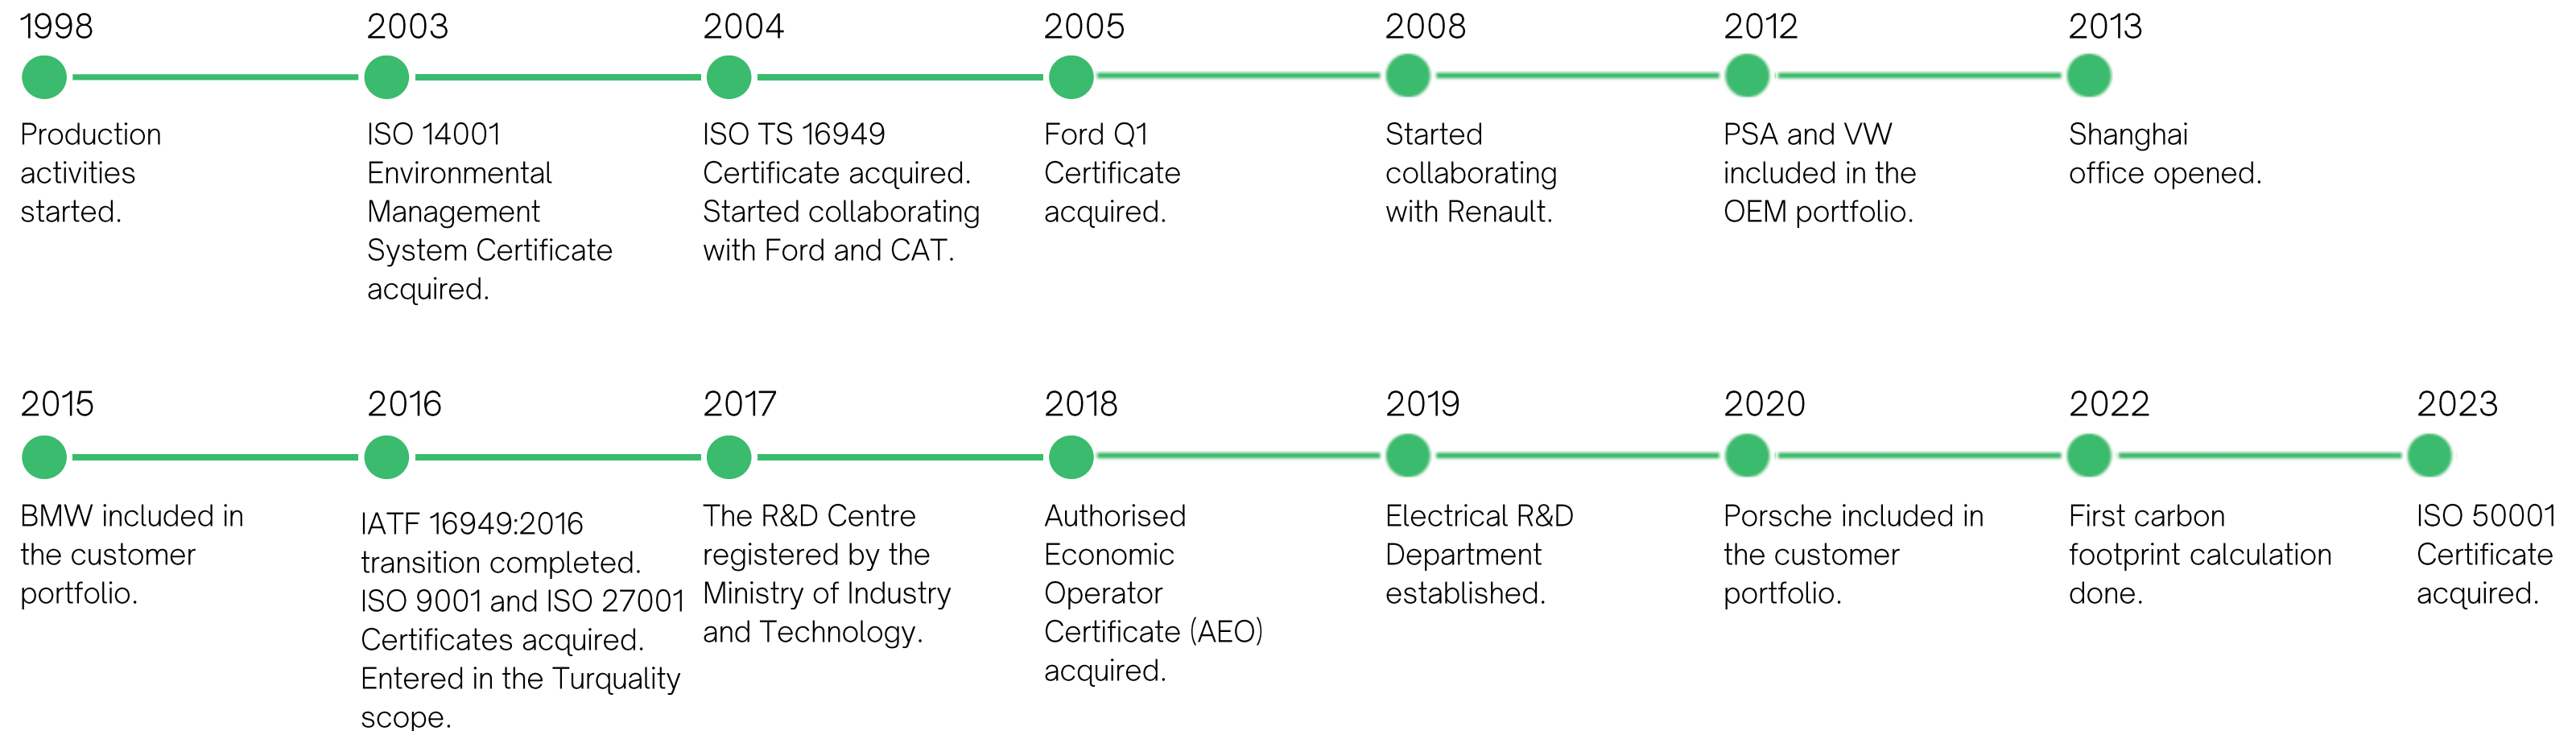 1998
Production
activities
started.
2003
ISO 14001
Environmental
Management
System Certificate
acquired.
2004
ISO TS 16949
Certificate acquired.
Started collaborating
with Ford and CAT.
2005
Ford Q1
Certificate
acquired.
2008
Started
collaborating
with Renault.
2012
PSA and VW
included in the
OEM portfolio.
2013
Shanghai
office opened.
2015
BMW included in
the customer
portfolio.
2016
IATF 16949:2016
transition completed.
ISO 9001 and ISO 27001
Certificates acquired.
Entered in the Turquality
scope.
2017
The R&D Centre
registered by the
Ministry of Industry
and Technology.
2018
Authorised
Economic
Operator
Certificate (AEO)
acquired.
2019
Electrical R&D
Department
established.
2020
Porsche included in
the customer
portfolio.
2022
First carbon
footprint calculation
done.
2023
ISO 50001
Certificate
acquired.